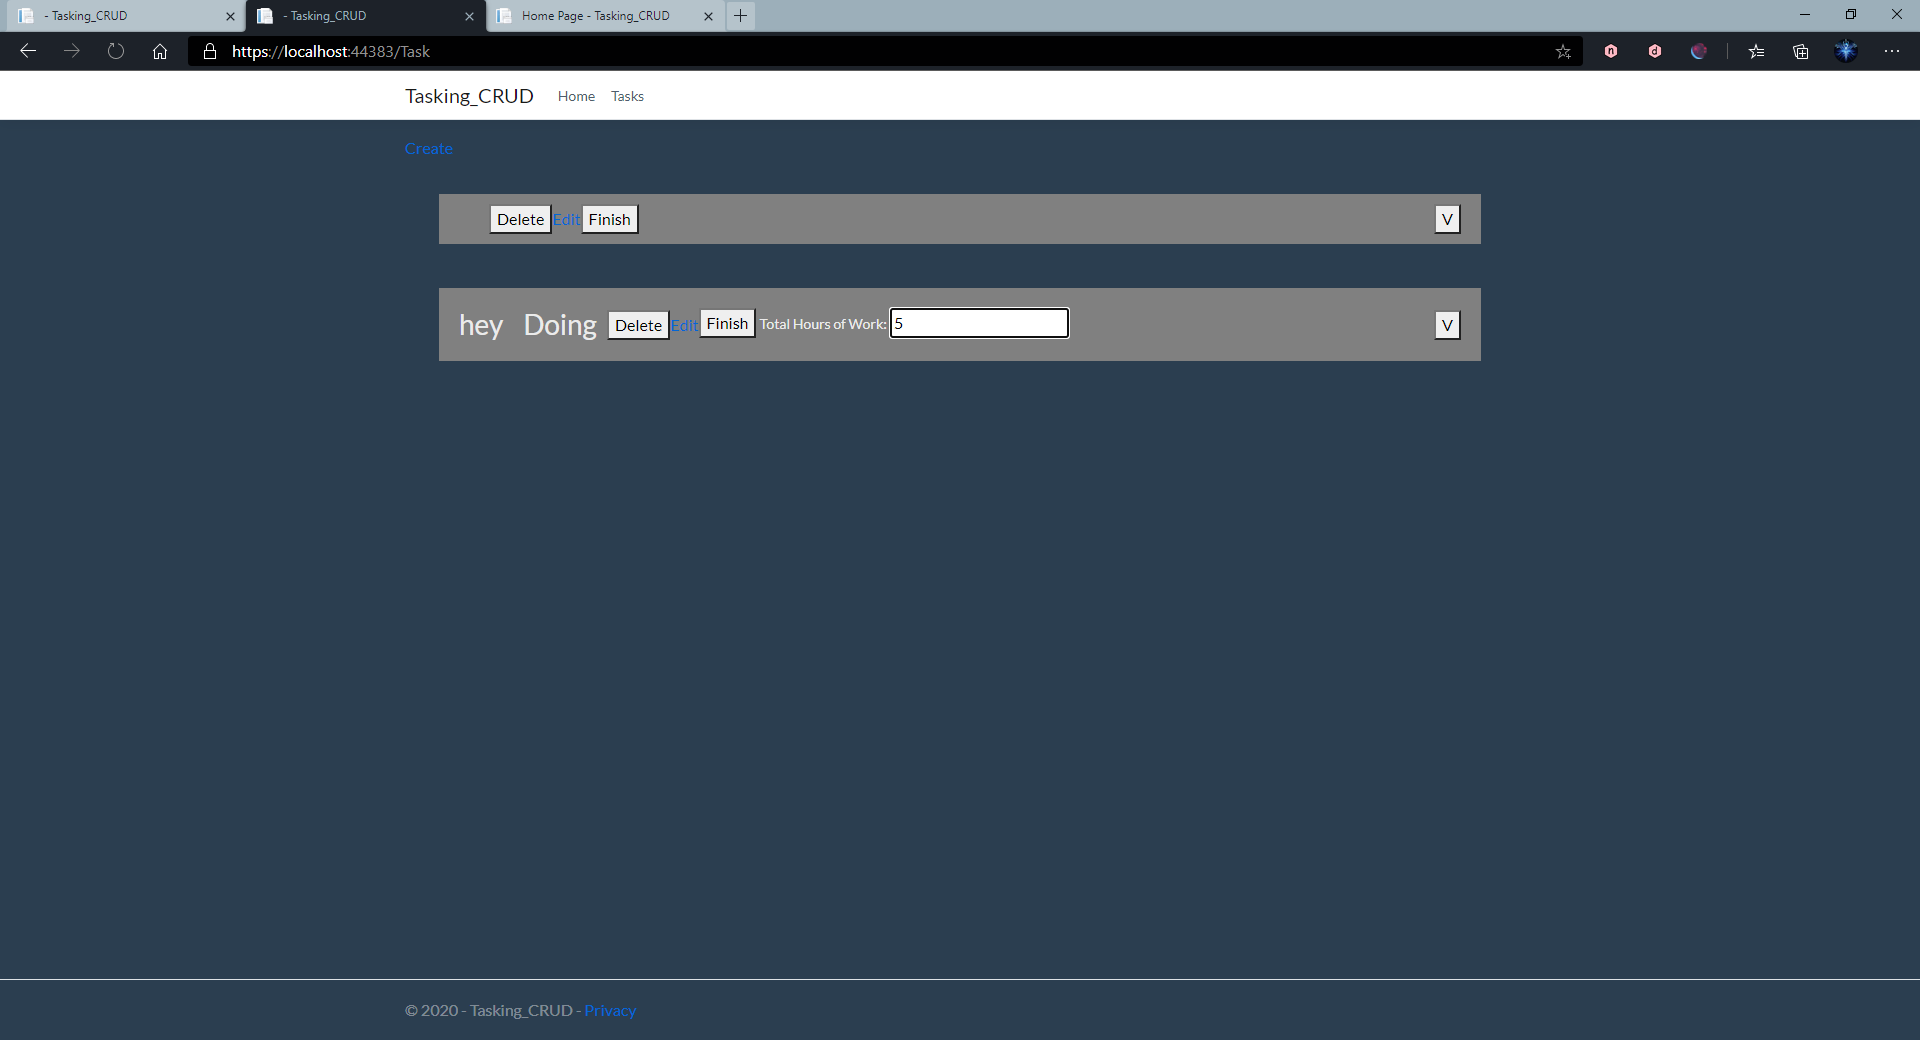 - Tasking_CRUD
- Tasking_CRUD
Home Page - Tasking_CRUD
https://localhost:44383/Task
n
d
Tasking_CRUD Home Tasks
Create
Delete Edit Finish V
hey Doing Delete Edit Finish Total Hours of Work: 5 V
© 2020 - Tasking_CRUD - Privacy